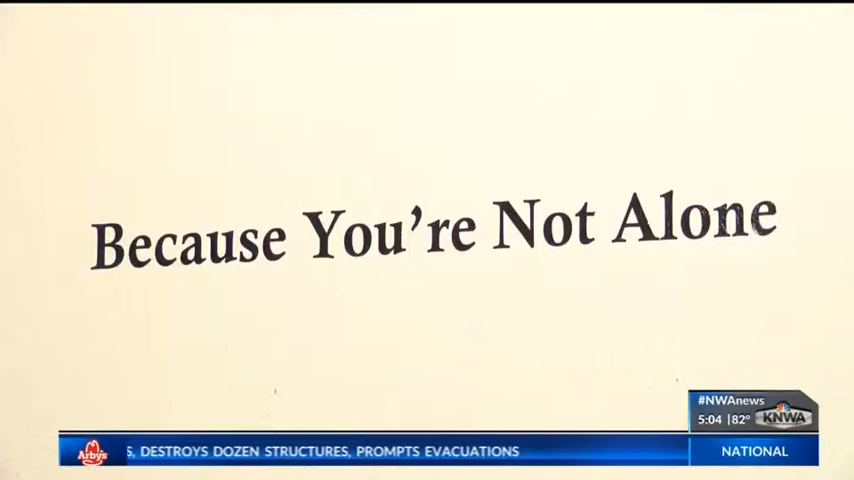 Because You're Not Alone
#NWAnews
5:04 | 82°
KNWA
Arby's
S, DESTROYS DOZEN STRUCTURES, PROMPTS EVACUATIONS
NATIONAL